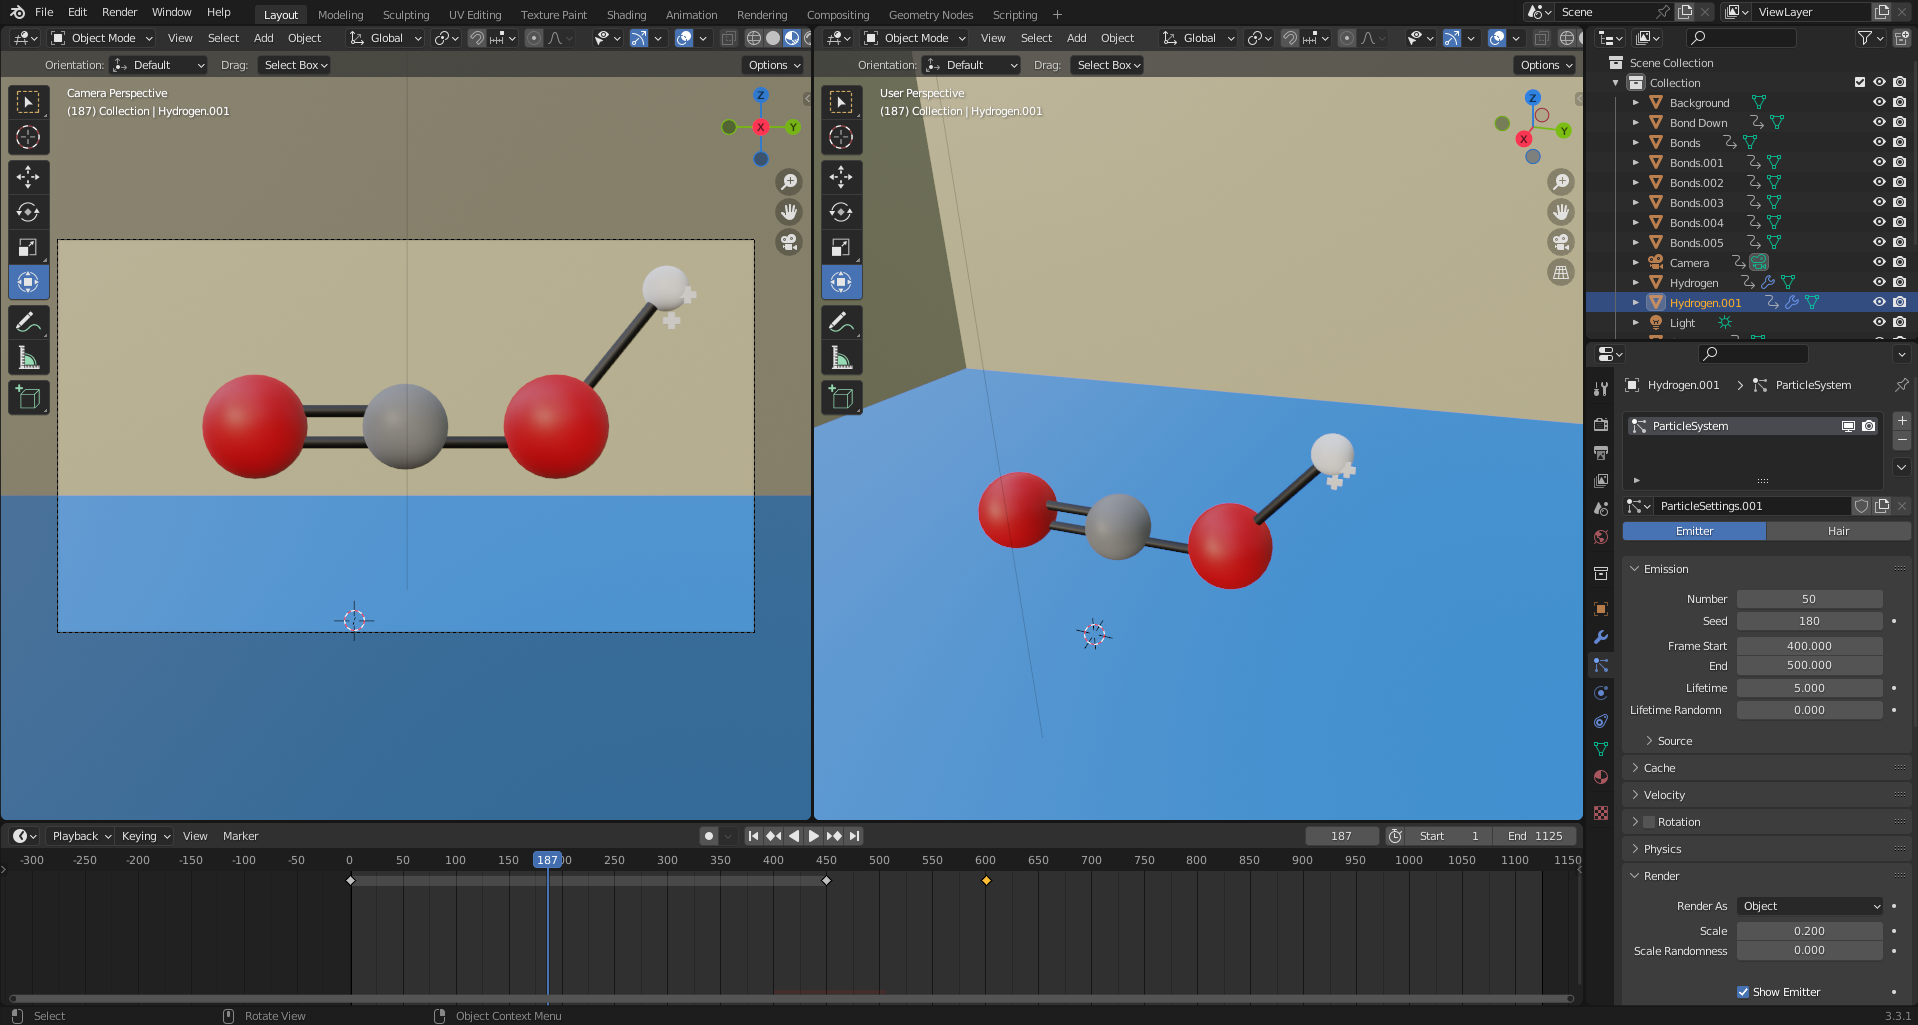 File Edit Render Window Help Layout Modeling Sculpting UV Editing Texture Paint Shading Animation Rendering Compositing Geometry Nodes Scripting + Scene ViewLayer
Object Mode View Select Add Object Global Object Mode View Select Add Object Global
Orientation: Default Drag: Select Box Options Orientation: Default Drag: Select Box Options
Camera Perspective
(187) Collection | Hydrogen.001
Z
X
Y
User Perspective
(187) Collection | Hydrogen.001
Z
X
Y
Scene Collection
Collection
Background
Bond Down
Bonds
Bonds.001
Bonds.002
Bonds.003
Bonds.004
Bonds.005
Camera
Hydrogen
Hydrogen.001
Light
Hydrogen.001 > ParticleSystem
ParticleSystem
ParticleSettings.001
Emitter Hair
Emission
Number 50
Seed 180
Frame Start 400.000
End 500.000
Lifetime 5.000
Lifetime Randomn 0.000
Source
Cache
Velocity
Rotation
Physics
Render
Render As Object
Scale 0.200
Scale Randomness 0.000
Show Emitter
Playback Keying View Marker 187 Start 1 End 1125
-300 -250 -200 -150 -100 -50 0 50 100 150 187 250 300 350 400 450 500 550 600 650 700 750 800 850 900 950 1000 1050 1100 1150
Select Rotate View Object Context Menu 3.3.1